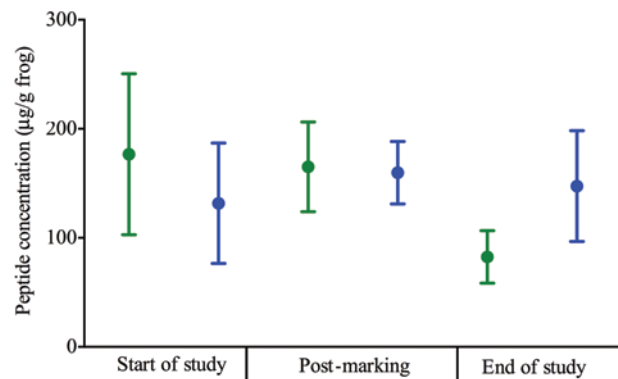 300
200
100
0
Peptide concentration (µg/g frog)
Start of study
Post-marking
End of study